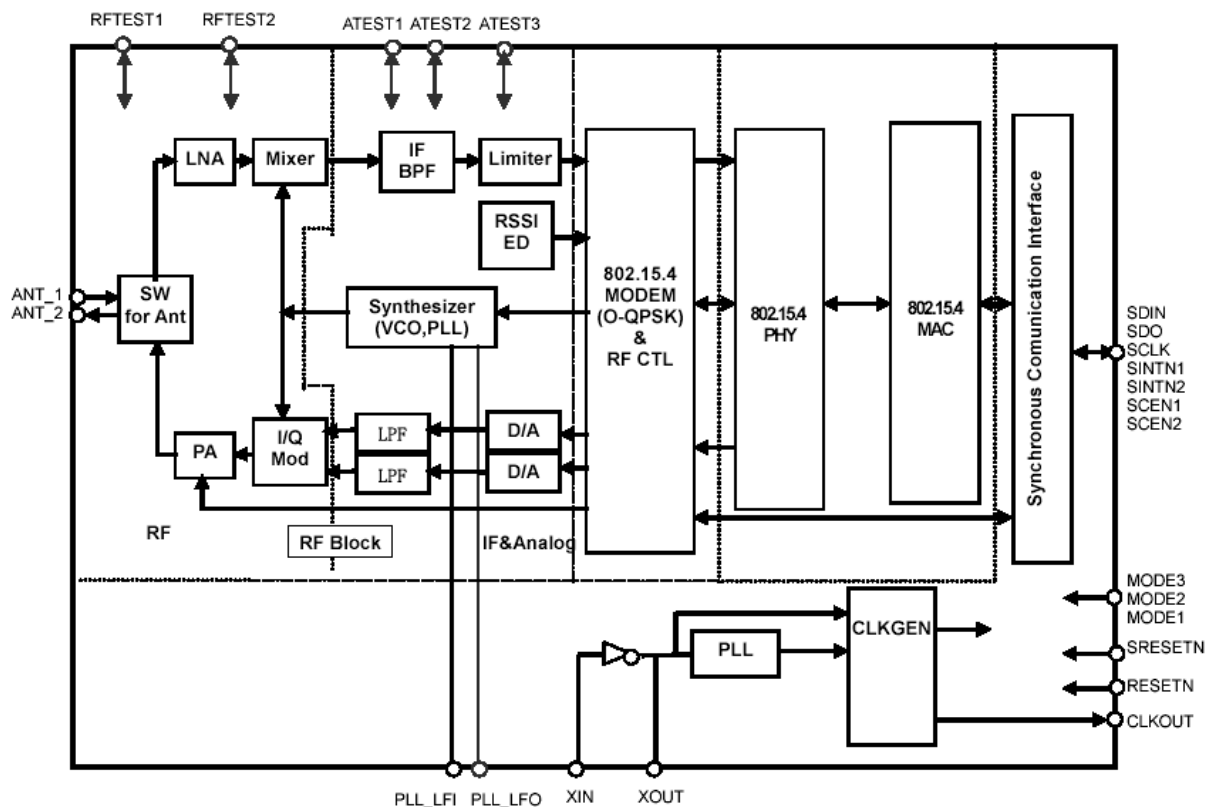 RFTEST1
RFTEST2
ATEST1
ATEST2
ATEST3
LNA
Mixer
IF
BPF
Limiter
RSSI
ED
ANT_1
ANT_2
SW
for Ant
Synthesizer
(VCO,PLL)
802.15.4
MODEM
(O-QPSK)
&
RF CTL
802.15.4
PHY
802.15.4
MAC
Synchronous Comunication Interface
SDIN
SDO
SCLK
SINTN1
SINTN2
SCEN1
SCEN2
PA
I/Q
Mod
LPF
LPF
D/A
D/A
RF
RF Block
IF&Analog
MODE3
MODE2
MODE1
CLKGEN
PLL
SRESETN
RESETN
CLKOUT
PLL_LFI
PLL_LFO
XIN
XOUT